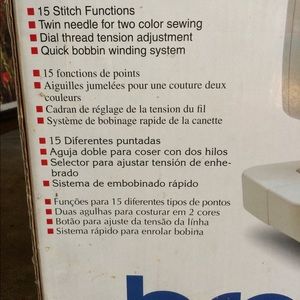 ■ 15 Stitch Functions
■ Twin needle for two color sewing
■ Dial thread tension adjustment
■ Quick bobbin winding system
■ 15 fonctions de points
■ Aiguilles jumelées pour une couture deux
couleurs
■ Cadran de réglage de la tension du fil
■ Système de bobinage rapide de la canette
■ 15 Diferentes puntadas
■ Aguja doble para coser con dos hilos
■ Selector para ajustar tensión de enhe-
brado
■ Sistema de embobinado rápido
■ Funções para 15 diferentes tipos de pontos
■ Duas agulhas para costurar em 2 cores
■ Botão para ajuste da tensão da línha
■ Sistema rápido para enrolar bobina